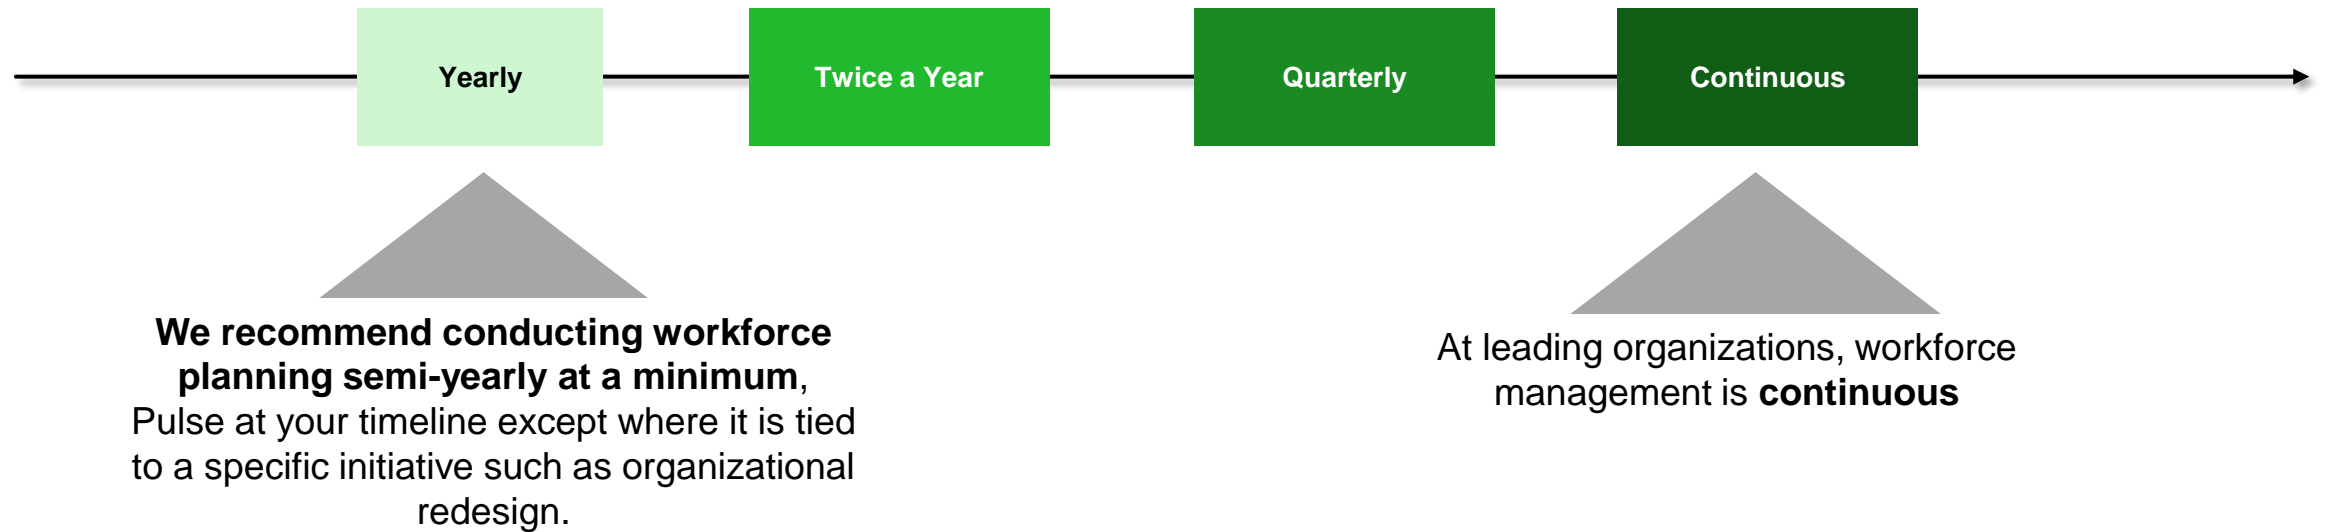 Yearly
Twice a Year
Quarterly
Continuous
We recommend conducting workforce
planning semi-yearly at a minimum,
Pulse at your timeline except where it is tied
to a specific initiative such as organizational
redesign.
At leading organizations, workforce
management is continuous